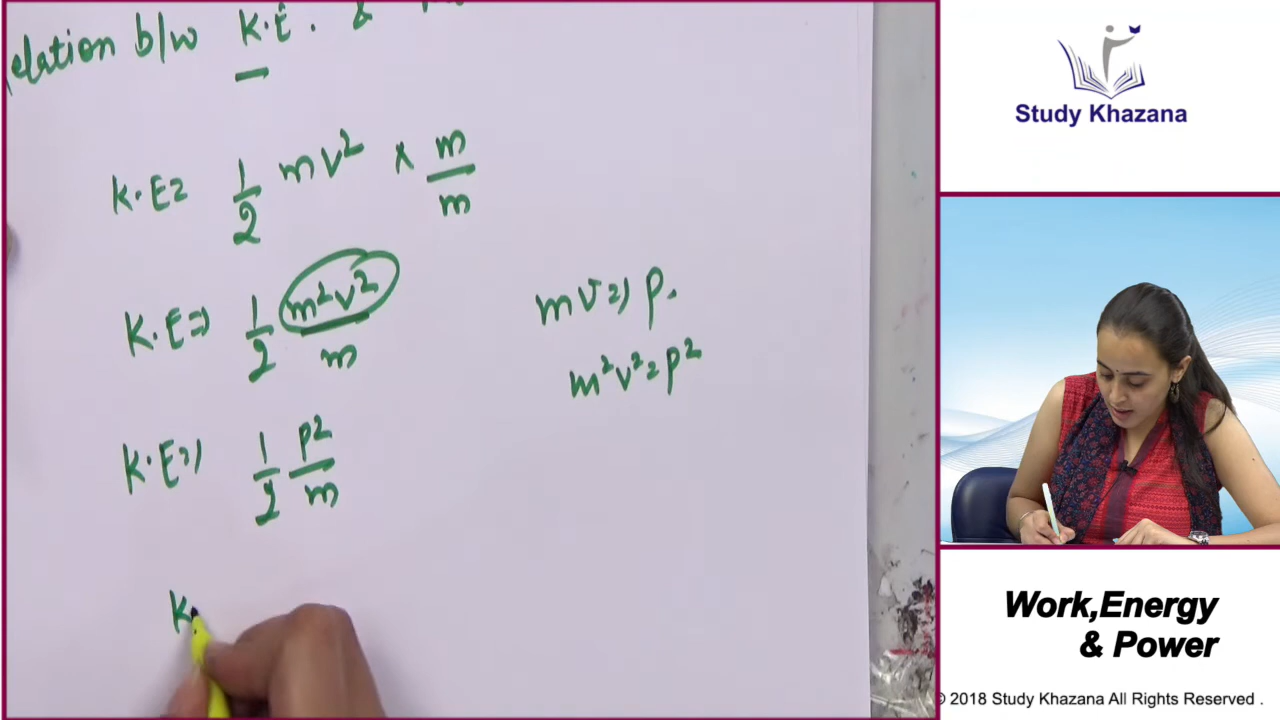 elation b/w K.E. &
K.E = 1/2 mv² × m/m
K.E ⇒ 1/2 m²v²/m
mv ⇒ p.
m²v² = p²
K.E ⇒ 1/2 p²/m
K
Study Khazana
Work,Energy
& Power
© 2018 Study Khazana All Rights Reserved .